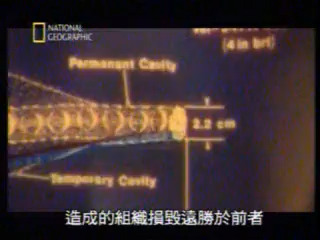 NATIONAL
GEOGRAPHIC
(4 in brt)
Permanent Cavity
2.2 cm
Temporary Cavity
造成的組織損毀遠勝於前者